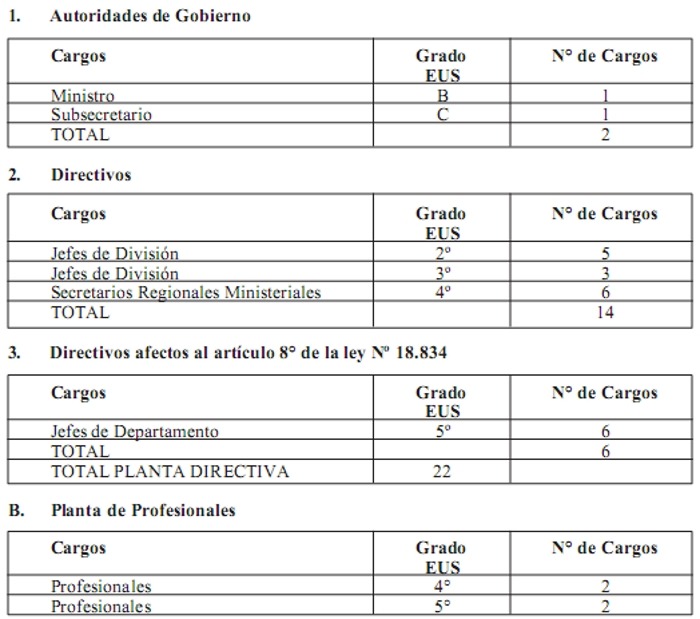 1. Autoridades de Gobierno
Cargos Grado N° de Cargos
EUS
Ministro B 1
Subsecretario C 1
TOTAL 2
2. Directivos
Cargos Grado N° de Cargos
EUS
Jefes de División 2º 5
Jefes de División 3º 3
Secretarios Regionales Ministeriales 4º 6
TOTAL 14
3. Directivos afectos al artículo 8° de la ley Nº 18.834
Cargos Grado N° de Cargos
EUS
Jefes de Departamento 5º 6
TOTAL 6
TOTAL PLANTA DIRECTIVA 22
B. Planta de Profesionales
Cargos Grado N° de Cargos
EUS
Profesionales 4° 2
Profesionales 5° 2